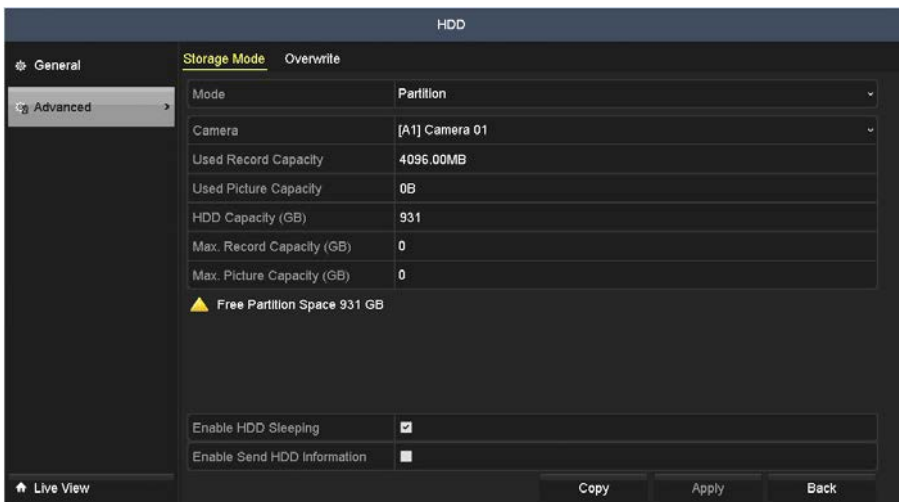 HDD
General
Advanced
Storage Mode Overwrite
Mode Partition
Camera [A1] Camera 01
Used Record Capacity 4096.00MB
Used Picture Capacity 0B
HDD Capacity (GB) 931
Max. Record Capacity (GB) 0
Max. Picture Capacity (GB) 0
Free Partition Space 931 GB
Enable HDD Sleeping
Enable Send HDD Information
Live View Copy Apply Back